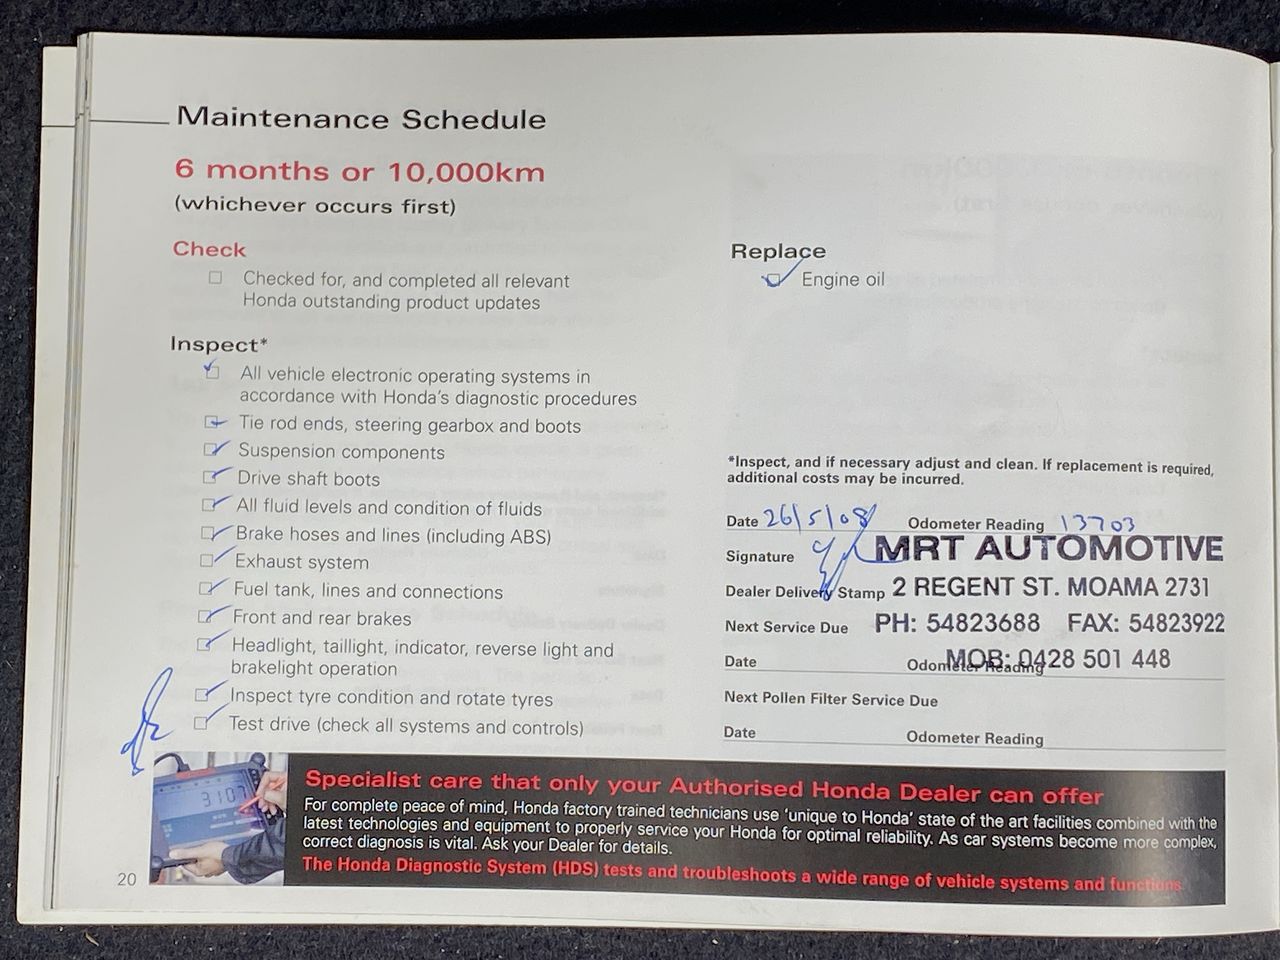 Maintenance Schedule
6 months or 10,000km
(whichever occurs first)
Check
Checked for, and completed all relevant
Honda outstanding product updates
Inspect*
All vehicle electronic operating systems in
accordance with Honda's diagnostic procedures
Tie rod ends, steering gearbox and boots
Suspension components
Drive shaft boots
All fluid levels and condition of fluids
Brake hoses and lines (including ABS)
Exhaust system
Fuel tank, lines and connections
Front and rear brakes
Headlight, taillight, indicator, reverse light and
brakelight operation
Inspect tyre condition and rotate tyres
Test drive (check all systems and controls)
Replace
Engine oil
*Inspect, and if necessary adjust and clean. If replacement is required,
additional costs may be incurred.
Date 26/5/08 Odometer Reading 13703
Signature MRT AUTOMOTIVE
Dealer Delivery Stamp 2 REGENT ST. MOAMA 2731
Next Service Due PH: 54823688 FAX: 54823922
Date Odometer Reading MOB: 0428 501 448
Next Pollen Filter Service Due
Date Odometer Reading
3107
Specialist care that only your Authorised Honda Dealer can offer
For complete peace of mind, Honda factory trained technicians use 'unique to Honda' state of the art facilities combined with the
latest technologies and equipment to properly service your Honda for optimal reliability. As car systems become more complex,
correct diagnosis is vital. Ask your Dealer for details.
The Honda Diagnostic System (HDS) tests and troubleshoots a wide range of vehicle systems and functions.
20